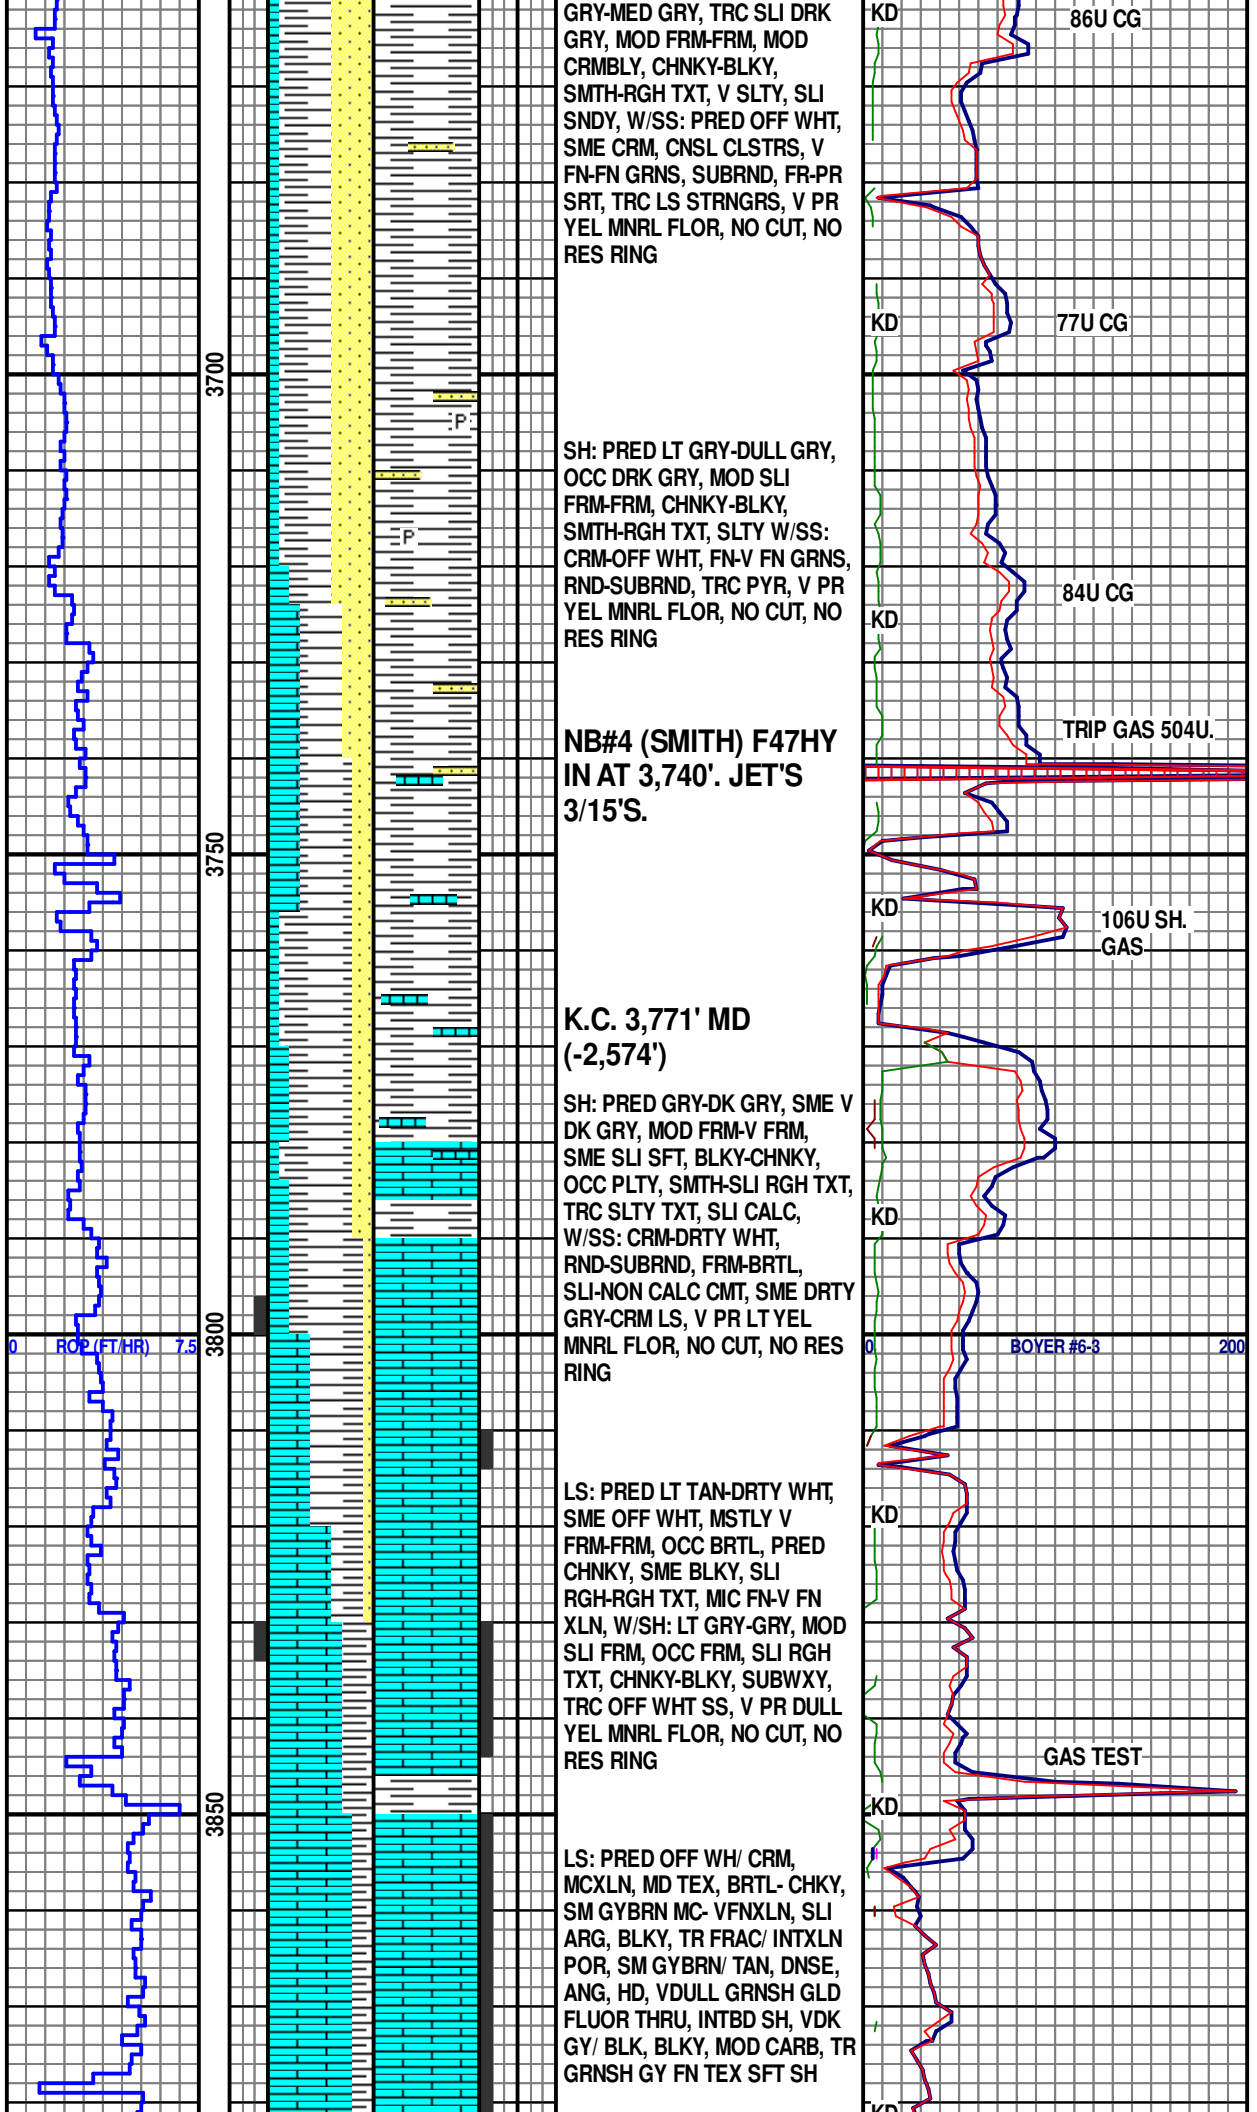 GRY-MED GRY, TRC SLI DRK
GRY, MOD FRM-FRM, MOD
CRMBLY, CHNKY-BLKY,
SMTH-RGH TXT, V SLTY, SLI
SNDY, W/SS: PRED OFF WHT,
SME CRM, CNSL CLSTRS, V
FN-FN GRNS, SUBRND, FR-PR
SRT, TRC LS STRNGRS, V PR
YEL MNRL FLOR, NO CUT, NO
RES RING
KD
86U CG
KD
77U CG
3700
P
P
SH: PRED LT GRY-DULL GRY,
OCC DRK GRY, MOD SLI
FRM-FRM, CHNKY-BLKY,
SMTH-RGH TXT, SLTY W/SS:
CRM-OFF WHT, FN-V FN GRNS,
RND-SUBRND, TRC PYR, V PR
YEL MNRL FLOR, NO CUT, NO
RES RING
84U CG
KD
NB#4 (SMITH) F47HY
IN AT 3,740'. JET'S
3/15'S.
TRIP GAS 504U.
3750
KD
106U SH.
GAS
K.C. 3,771' MD
(-2,574')
SH: PRED GRY-DK GRY, SME V
DK GRY, MOD FRM-V FRM,
SME SLI SFT, BLKY-CHNKY,
OCC PLTY, SMTH-SLI RGH TXT,
TRC SLTY TXT, SLI CALC,
W/SS: CRM-DRTY WHT,
RND-SUBRND, FRM-BRTL,
SLI-NON CALC CMT, SME DRTY
GRY-CRM LS, V PR LT YEL
MNRL FLOR, NO CUT, NO RES
RING
KD
3800
0 ROP (FT/HR) 7.5
0 BOYER #6-3 200
LS: PRED LT TAN-DRTY WHT,
SME OFF WHT, MSTLY V
FRM-FRM, OCC BRTL, PRED
CHNKY, SME BLKY, SLI
RGH-RGH TXT, MIC FN-V FN
XLN, W/SH: LT GRY-GRY, MOD
SLI FRM, OCC FRM, SLI RGH
TXT, CHNKY-BLKY, SUBWXY,
TRC OFF WHT SS, V PR DULL
YEL MNRL FLOR, NO CUT, NO
RES RING
KD
GAS TEST
KD
3850
LS: PRED OFF WH/ CRM,
MCXLN, MD TEX, BRTL- CHKY,
SM GYBRN MC- VFNXLN, SLI
ARG, BLKY, TR FRAC/ INTXLN
POR, SM GYBRN/ TAN, DNSE,
ANG, HD, VDULL GRNSH GLD
FLUOR THRU, INTBD SH, VDK
GY/ BLK, BLKY, MOD CARB, TR
GRNSH GY FN TEX SFT SH
KD